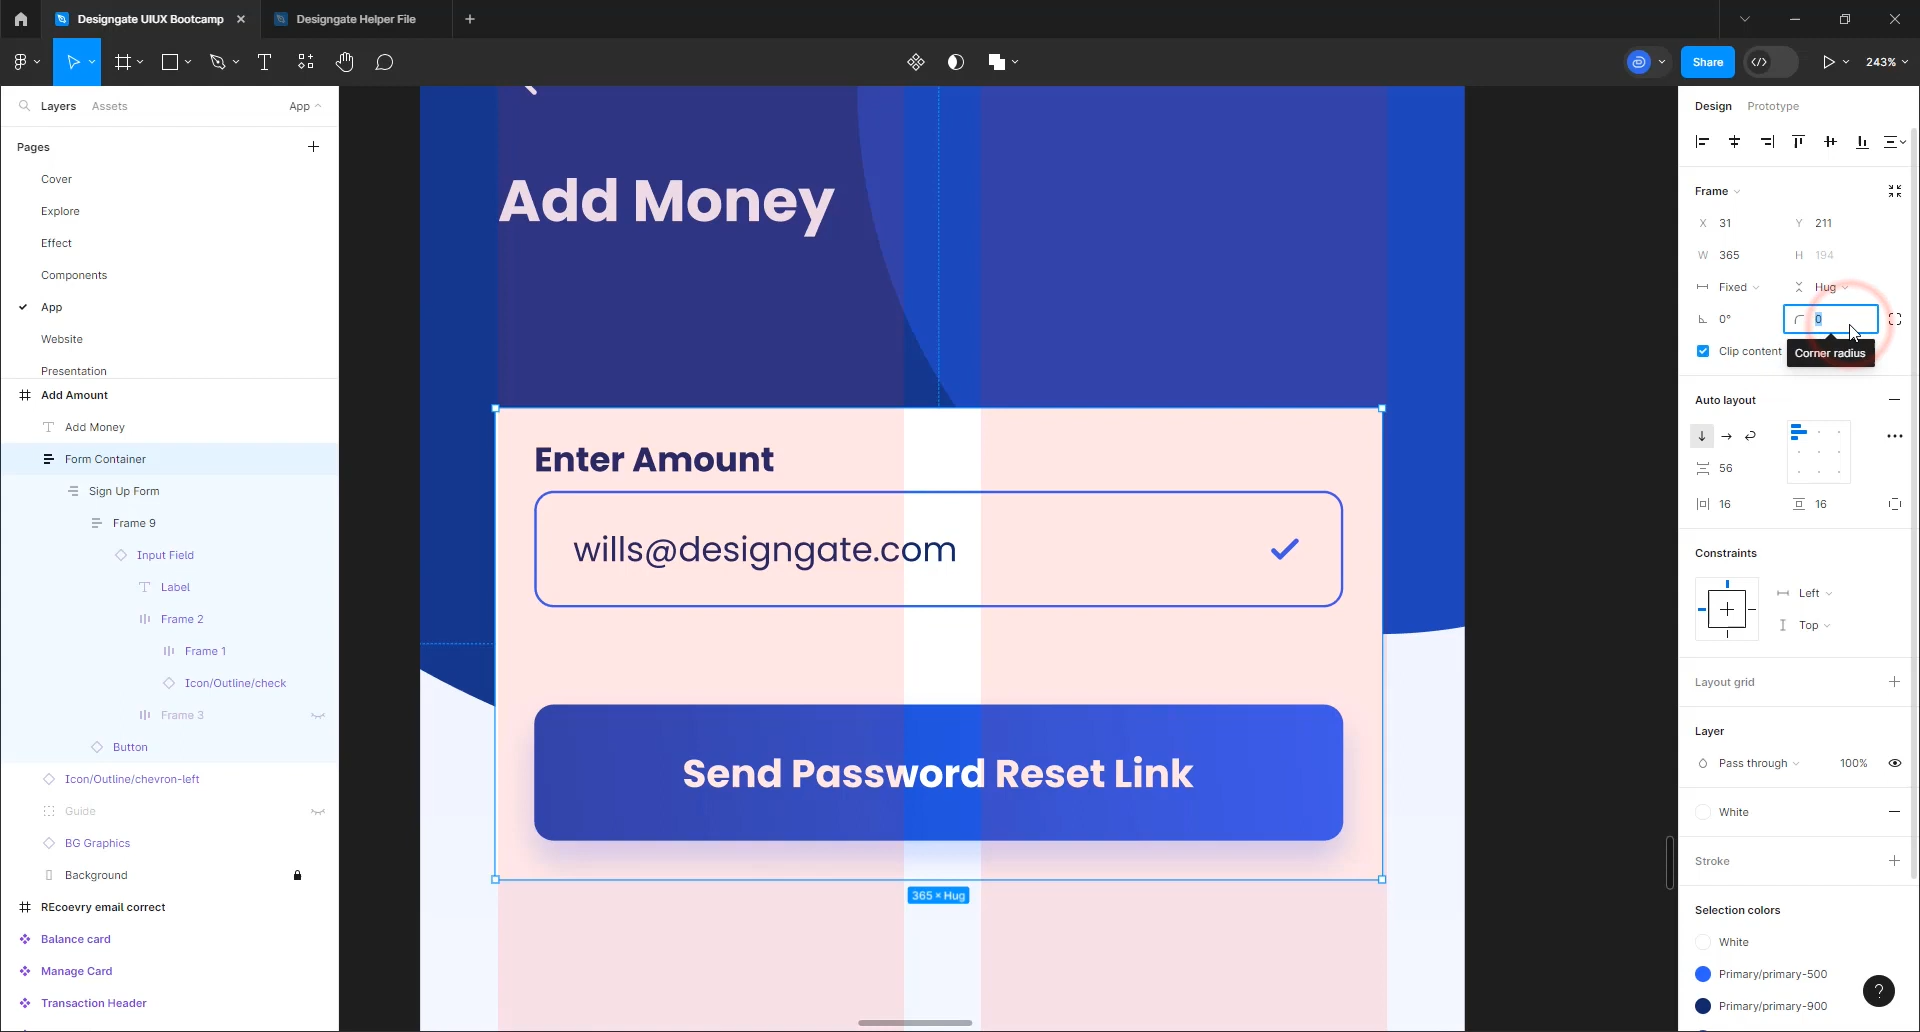 Designgate UIUX Bootcamp
Designgate Helper File
Share
243%
Layers
Assets
App
Design
Prototype
Pages
Cover
Explore
Effect
Components
App
Website
Presentation
Add Amount
Add Money
Form Container
Sign Up Form
Frame 9
Input Field
Label
Frame 2
Frame 1
Icon/Outline/check
Frame 3
Button
Icon/Outline/chevron-left
Guide
BG Graphics
Background
REcoevry email correct
Balance card
Manage Card
Transaction Header
Add Money
Enter Amount
wills@designgate.com
Send Password Reset Link
365 × Hug
Frame
X 31
Y 211
W 365
H 194
Fixed
Hug
0°
0
Clip content
Corner radius
Auto layout
56
16
16
Constraints
Left
Top
Layout grid
Layer
Pass through
100%
White
Stroke
Selection colors
White
Primary/primary-500
Primary/primary-900
?